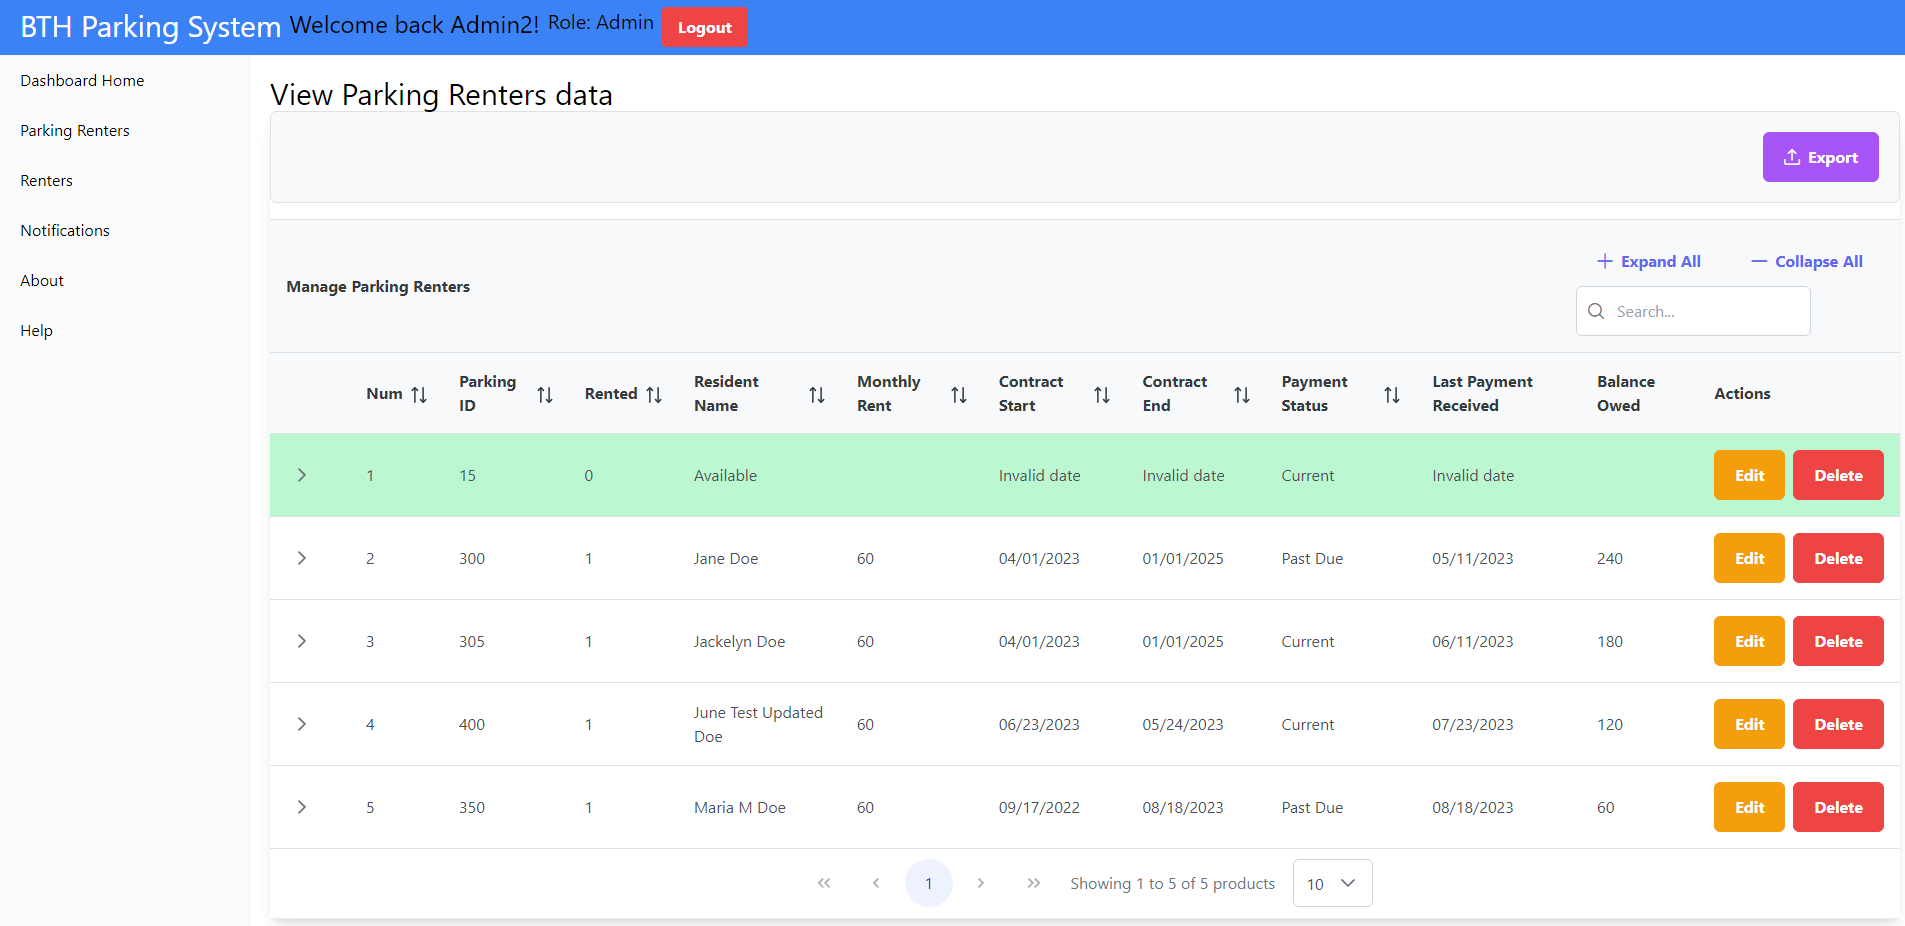 BTH Parking System Welcome back Admin2! Role: Admin Logout
Dashboard Home
Parking Renters
Renters
Notifications
About
Help
View Parking Renters data
Export
Expand All Collapse All
Manage Parking Renters
Search...
Num Parking ID Rented Resident Name Monthly Rent Contract Start Contract End Payment Status Last Payment Received Balance Owed Actions
1 15 0 Available Invalid date Invalid date Current Invalid date Edit Delete
2 300 1 Jane Doe 60 04/01/2023 01/01/2025 Past Due 05/11/2023 240 Edit Delete
3 305 1 Jackelyn Doe 60 04/01/2023 01/01/2025 Current 06/11/2023 180 Edit Delete
4 400 1 June Test Updated Doe 60 06/23/2023 05/24/2023 Current 07/23/2023 120 Edit Delete
5 350 1 Maria M Doe 60 09/17/2022 08/18/2023 Past Due 08/18/2023 60 Edit Delete
1 Showing 1 to 5 of 5 products 10